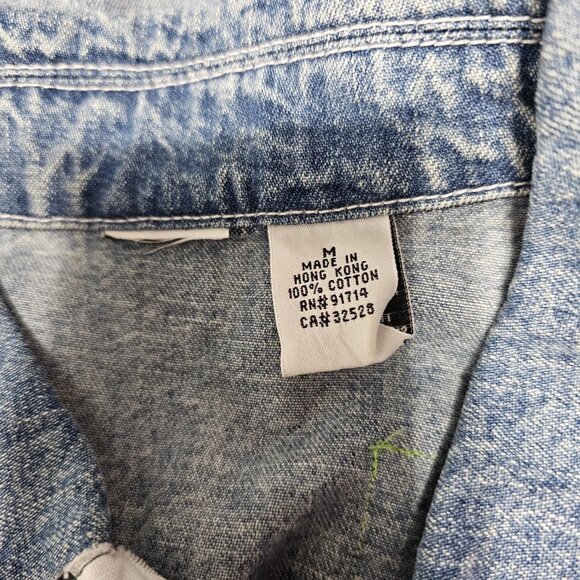 M
MADE IN
HONG KONG
100% COTTON
RN#91714
CA#32528